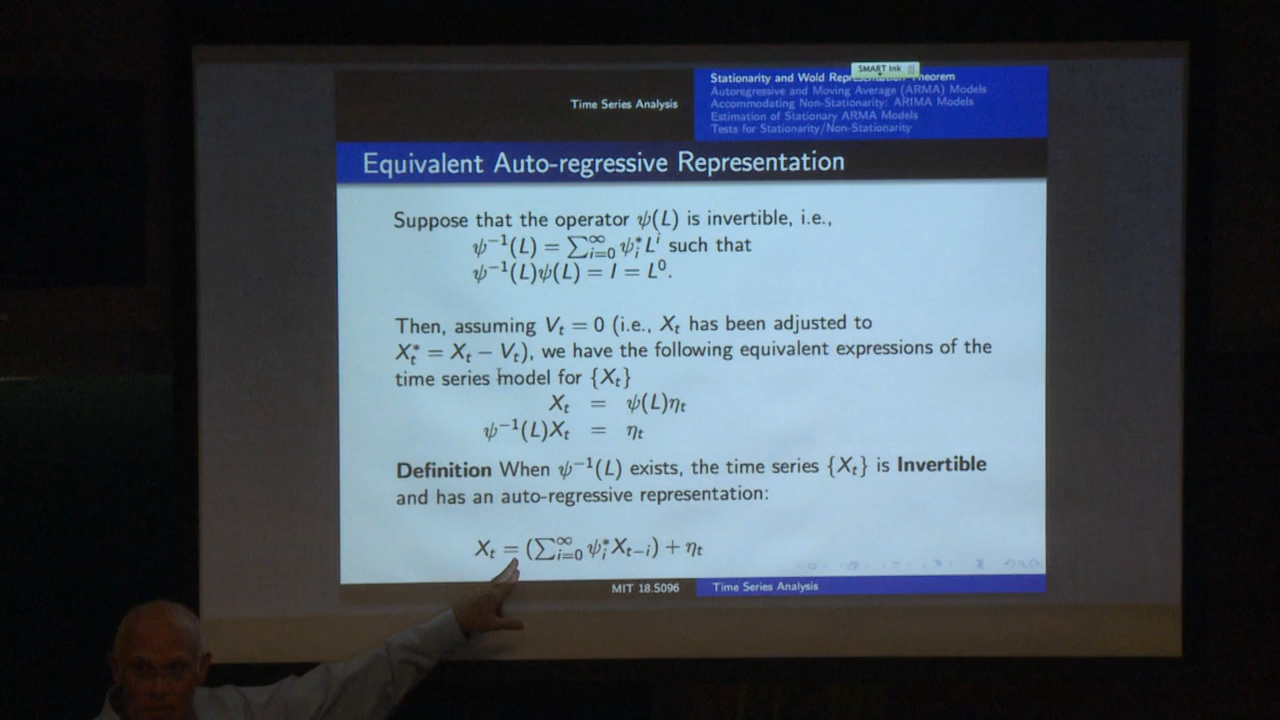 SMART Ink
Time Series Analysis
Stationarity and Wold Representation Theorem
Autoregressive and Moving Average (ARMA) Models
Accommodating Non-Stationarity: ARIMA Models
Estimation of Stationary ARMA Models
Tests for Stationarity/Non-Stationarity
Equivalent Auto-regressive Representation
Suppose that the operator ψ(L) is invertible, i.e.,
ψ⁻¹(L) = ∑_{i=0}^{∞} ψ_i^* L^i such that
ψ⁻¹(L)ψ(L) = I = L⁰.
Then, assuming V_t = 0 (i.e., X_t has been adjusted to
X_t^* = X_t − V_t), we have the following equivalent expressions of the
time series model for {X_t}
X_t = ψ(L)η_t
ψ⁻¹(L)X_t = η_t
Definition When ψ⁻¹(L) exists, the time series {X_t} is Invertible
and has an auto-regressive representation:
X_t = (∑_{i=0}^{∞} ψ_i^* X_{t−i}) + η_t
MIT 18.S096
Time Series Analysis